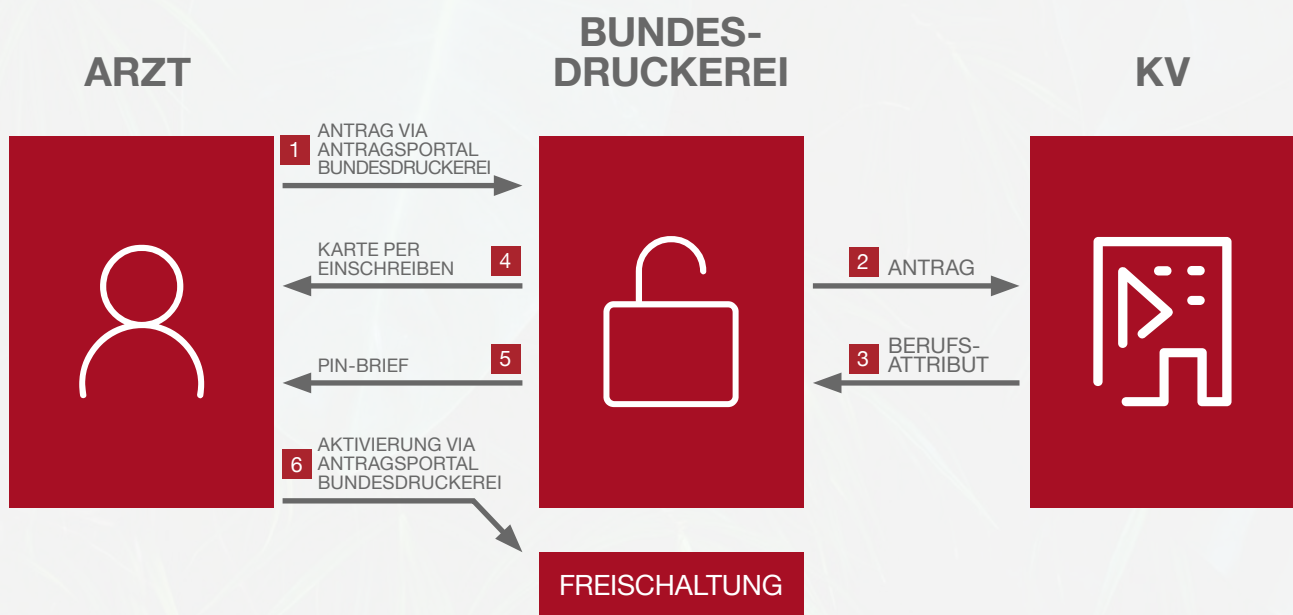 ARZT
BUNDES-
DRUCKEREI
KV
1
ANTRAG VIA
ANTRAGSPORTAL
BUNDESDRUCKEREI
2
ANTRAG
3
BERUFS-
ATTRIBUT
4
KARTE PER
EINSCHREIBEN
5
PIN-BRIEF
6
AKTIVIERUNG VIA
ANTRAGSPORTAL
BUNDESDRUCKEREI
FREISCHALTUNG